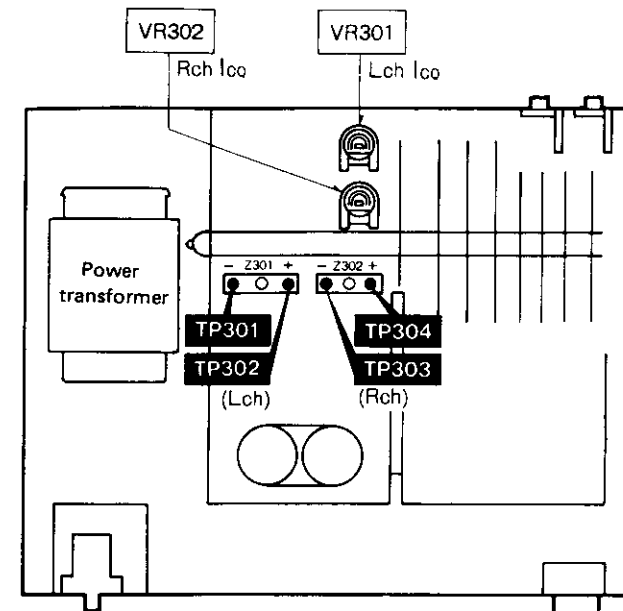 VR302
VR301
Rch Ico
Lch Ico
Power
transformer
- Z301 +
- Z302 +
TP301
TP304
TP302
TP303
(Lch)
(Rch)